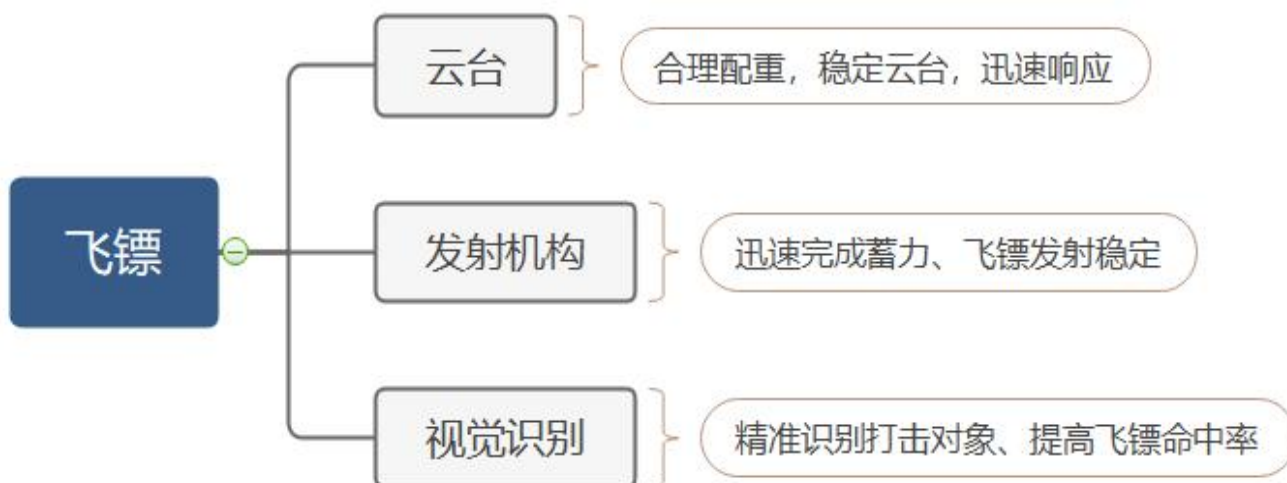 云台
合理配重，稳定云台，迅速响应
飞镖
发射机构
迅速完成蓄力、飞镖发射稳定
视觉识别
精准识别打击对象、提高飞镖命中率